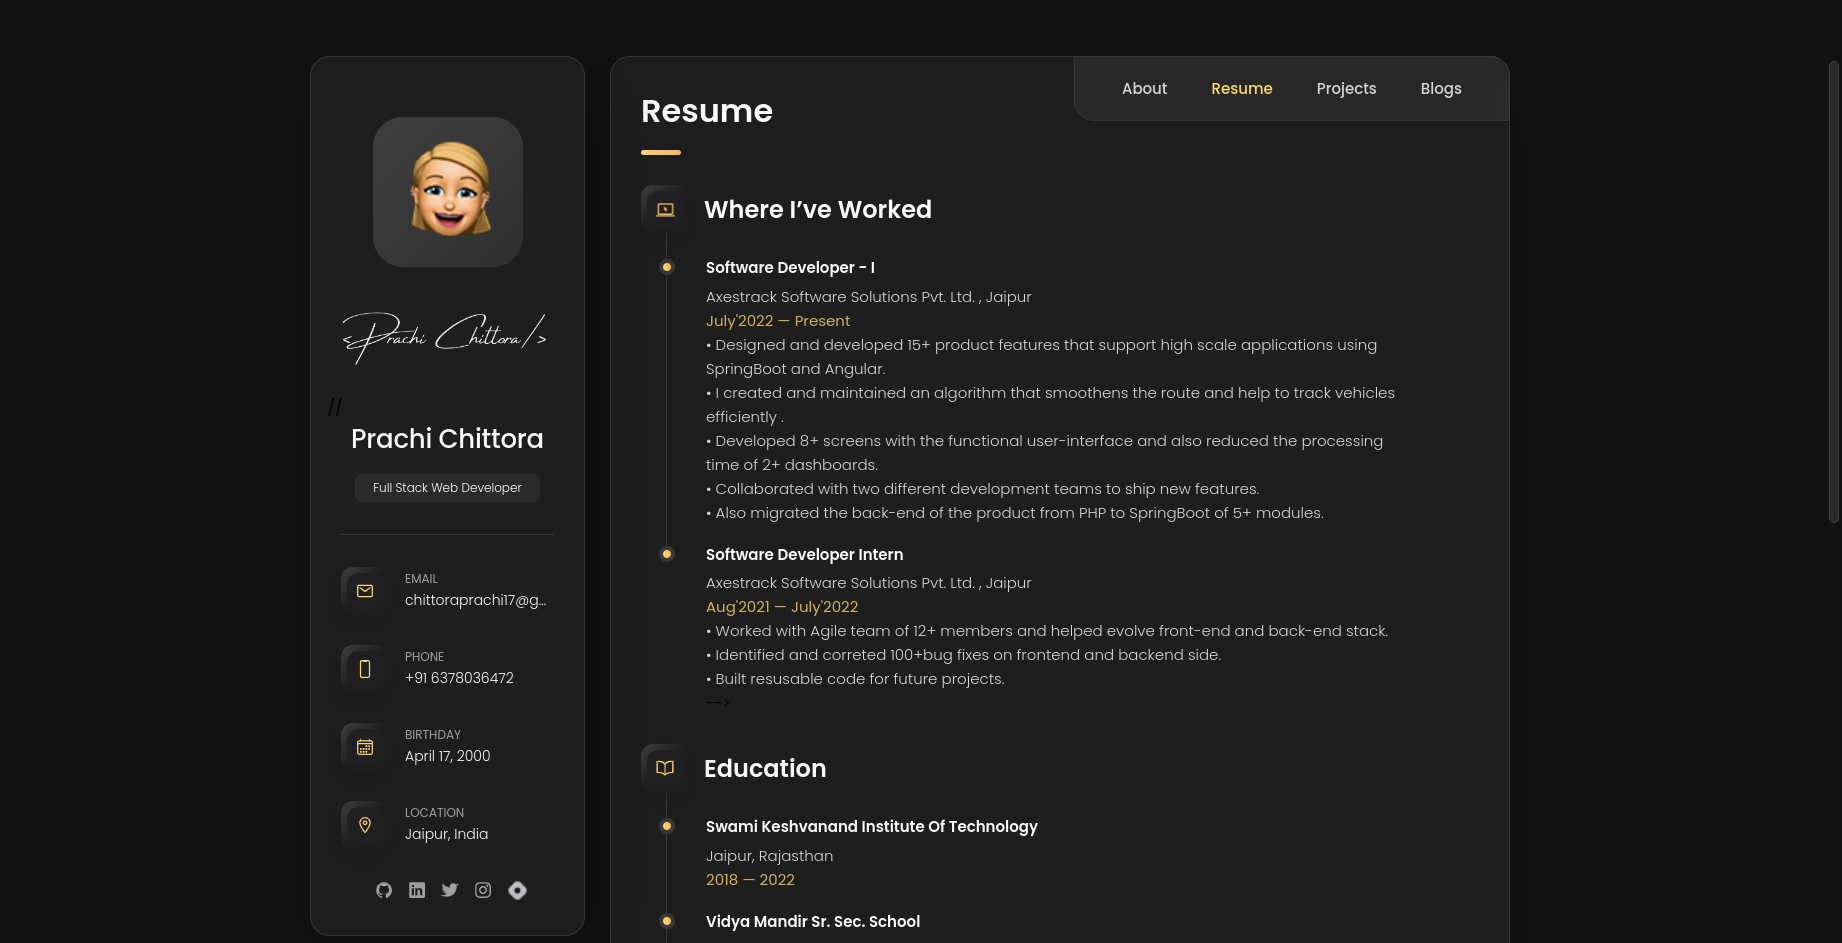 <Prachi Chittora/>
//
Prachi Chittora
Full Stack Web Developer
EMAIL
chittoraprachi17@g...
PHONE
+91 6378036472
BIRTHDAY
April 17, 2000
LOCATION
Jaipur, India
About Resume Projects Blogs
Resume
Where I’ve Worked
Software Developer - I
Axestrack Software Solutions Pvt. Ltd. , Jaipur
July'2022 — Present
• Designed and developed 15+ product features that support high scale applications using
SpringBoot and Angular.
• I created and maintained an algorithm that smoothens the route and help to track vehicles
efficiently .
• Developed 8+ screens with the functional user-interface and also reduced the processing
time of 2+ dashboards.
• Collaborated with two different development teams to ship new features.
• Also migrated the back-end of the product from PHP to SpringBoot of 5+ modules.
Software Developer Intern
Axestrack Software Solutions Pvt. Ltd. , Jaipur
Aug'2021 — July'2022
• Worked with Agile team of 12+ members and helped evolve front-end and back-end stack.
• Identified and correted 100+bug fixes on frontend and backend side.
• Built resusable code for future projects.
-->
Education
Swami Keshvanand Institute Of Technology
Jaipur, Rajasthan
2018 — 2022
Vidya Mandir Sr. Sec. School